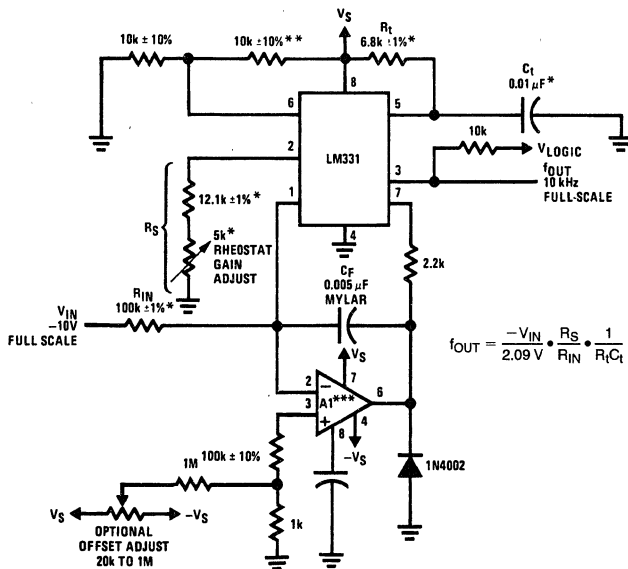 VS
10k ± 10%
10k ±10%**
Rt
6.8k ±1%*
Ct
0.01 µF*
8
6
5
2
LM331
10k
VLOGIC
3
fOUT
10 kHz
FULL-SCALE
12.1k ±1%*
1
7
RS
5k*
RHEOSTAT
GAIN
ADJUST
4
2.2k
CF
0.005 µF
MYLAR
RIN
100k ±1%*
VIN
−10V
FULL SCALE
VS
fOUT = −VIN/2.09 V • RS/RIN • 1/RtCt
7
2
−
6
3
A1***
+
8
4
−VS
100k ± 10%
1M
1N4002
VS
−VS
1k
OPTIONAL
OFFSET ADJUST
20k TO 1M